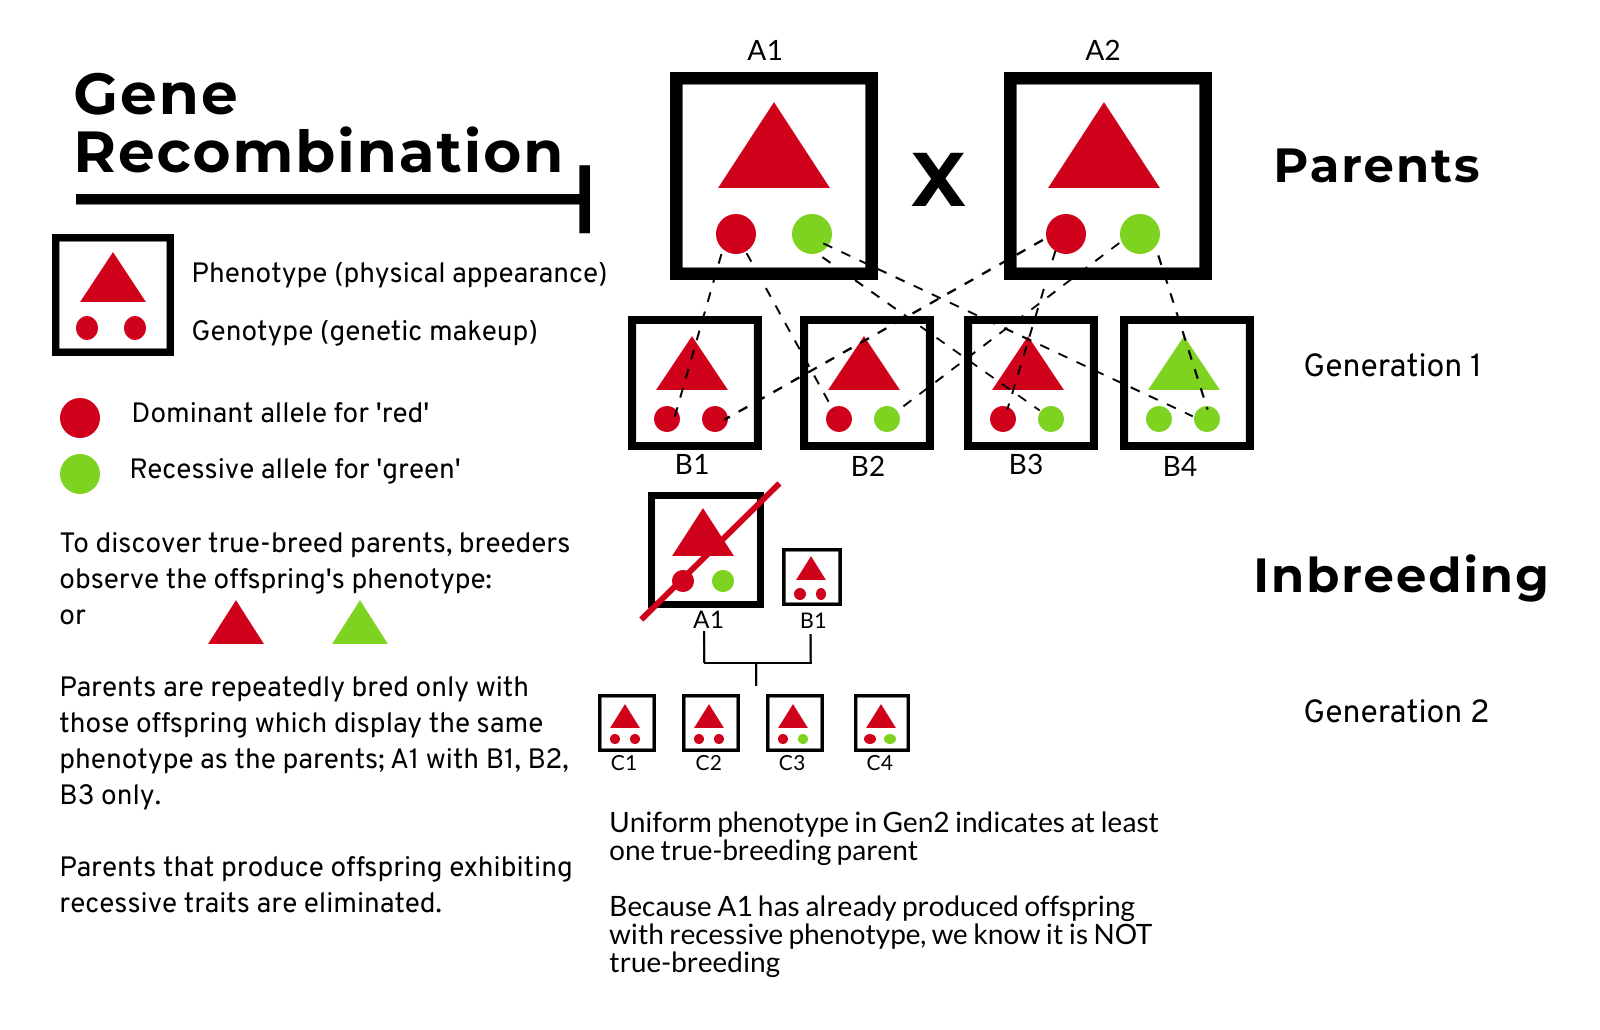 Gene
Recombination
Phenotype (physical appearance)
Genotype (genetic makeup)
Dominant allele for 'red'
Recessive allele for 'green'
To discover true-breed parents, breeders
observe the offspring's phenotype:
or
Parents are repeatedly bred only with
those offspring which display the same
phenotype as the parents; A1 with B1, B2,
B3 only.
Parents that produce offspring exhibiting
recessive traits are eliminated.
A1
A2
X
Parents
Generation 1
B1
B2
B3
B4
A1
B1
Inbreeding
Generation 2
C1
C2
C3
C4
Uniform phenotype in Gen2 indicates at least
one true-breeding parent
Because A1 has already produced offspring
with recessive phenotype, we know it is NOT
true-breeding